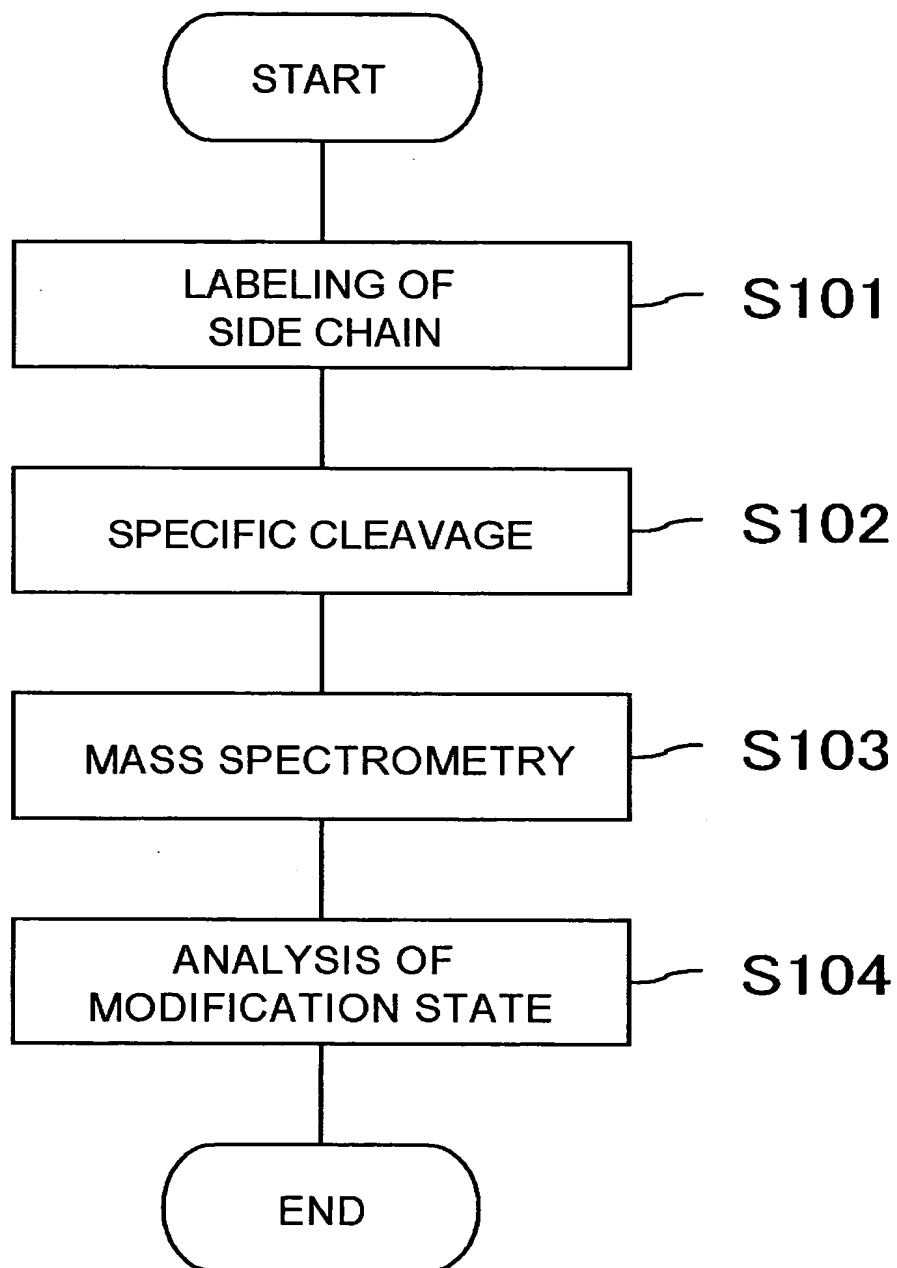 START
LABELING OF
SIDE CHAIN
S101
SPECIFIC CLEAVAGE
S102
MASS SPECTROMETRY
S103
ANALYSIS OF
MODIFICATION STATE
S104
END